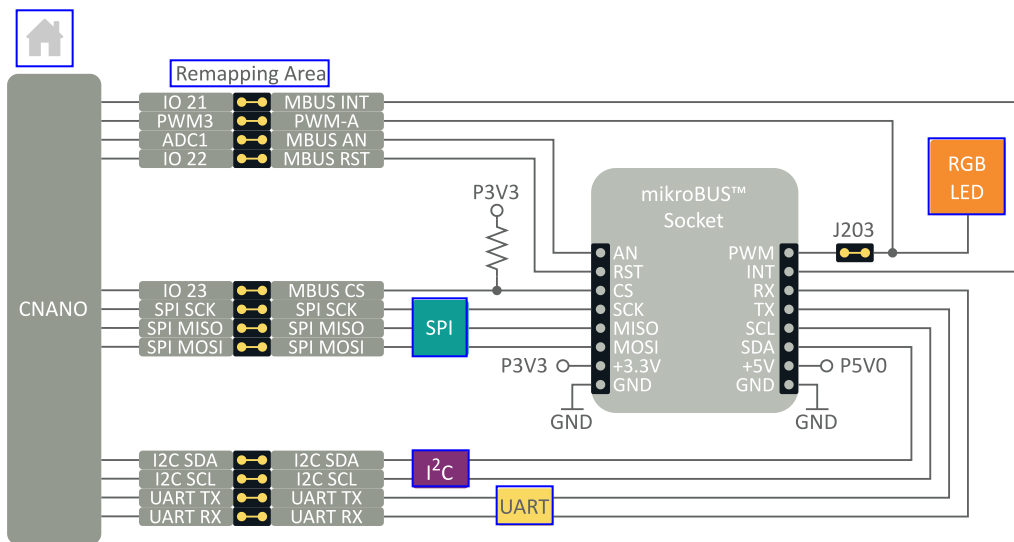 Remapping Area
IO 21 MBUS INT
PWM3 PWM-A
ADC1 MBUS AN
IO 22 MBUS RST
P3V3
mikroBUS™
Socket
RGB
LED
J203
AN PWM
RST INT
CS RX
SCK TX
MISO SCL
MOSI SDA
+3.3V +5V
GND GND
P3V3
P5V0
GND
GND
CNANO
IO 23 MBUS CS
SPI SCK SPI SCK
SPI MISO SPI MISO
SPI MOSI SPI MOSI
SPI
I2C SDA I2C SDA
I2C SCL I2C SCL
UART TX UART TX
UART RX UART RX
I²C
UART